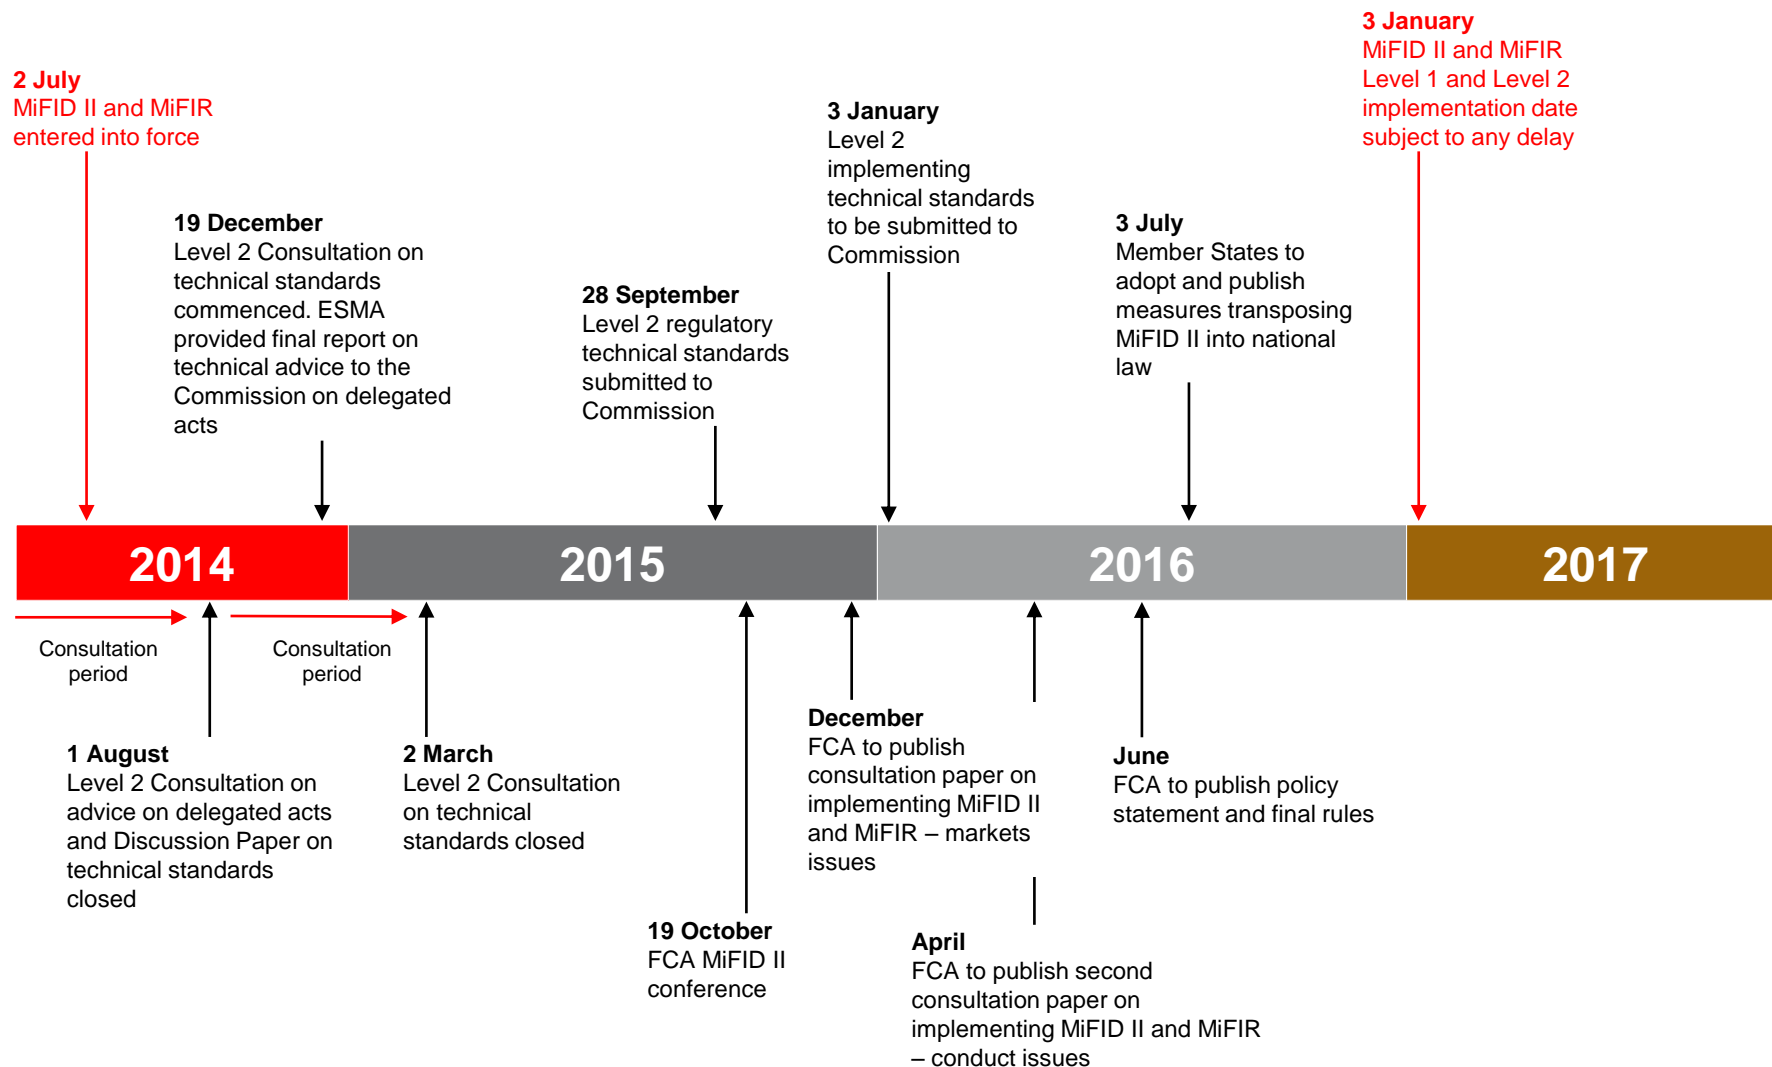 3 January
MiFID II and MiFIR
Level 1 and Level 2
implementation date
subject to any delay
2 July
MiFID II and MiFIR
entered into force
3 January
Level 2
implementing
technical standards
to be submitted to
Commission
19 December
Level 2 Consultation on
technical standards
commenced. ESMA
provided final report on
technical advice to the
Commission on delegated
acts
3 July
Member States to
adopt and publish
measures transposing
MiFID II into national
law
28 September
Level 2 regulatory
technical standards
submitted to
Commission
2014
2015
2016
2017
Consultation
period
Consultation
period
1 August
Level 2 Consultation on
advice on delegated acts
and Discussion Paper on
technical standards
closed
2 March
Level 2 Consultation
on technical
standards closed
19 October
FCA MiFID II
conference
December
FCA to publish
consultation paper on
implementing MiFID II
and MiFIR – markets
issues
April
FCA to publish second
consultation paper on
implementing MiFID II and MiFIR
– conduct issues
June
FCA to publish policy
statement and final rules